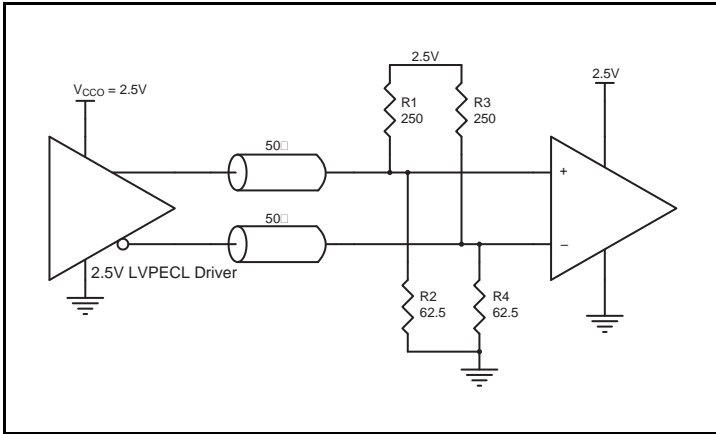 2.5V
V_CCO = 2.5V
2.5V
R1
250
R3
250
50□
+
50□
−
2.5V LVPECL Driver
R2
62.5
R4
62.5